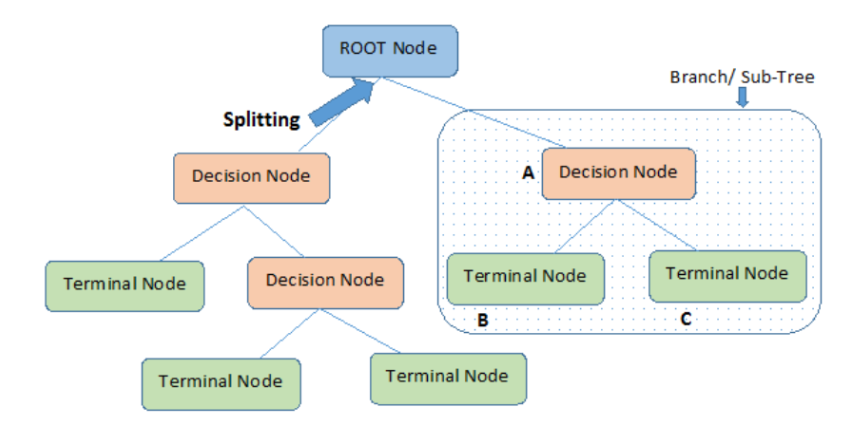 ROOT Node
Branch/ Sub-Tree
Splitting
Decision Node
A
Decision Node
Terminal Node
Decision Node
Terminal Node
Terminal Node
B
C
Terminal Node
Terminal Node